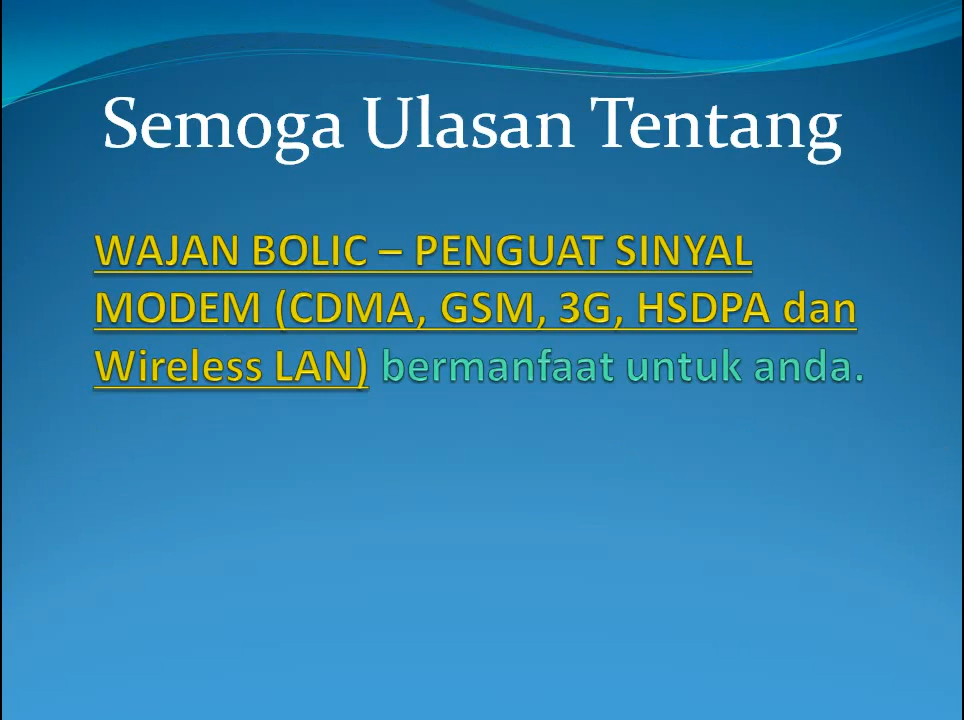 Semoga Ulasan Tentang
WAJAN BOLIC – PENGUAT SINYAL
MODEM (CDMA, GSM, 3G, HSDPA dan
Wireless LAN) bermanfaat untuk anda.